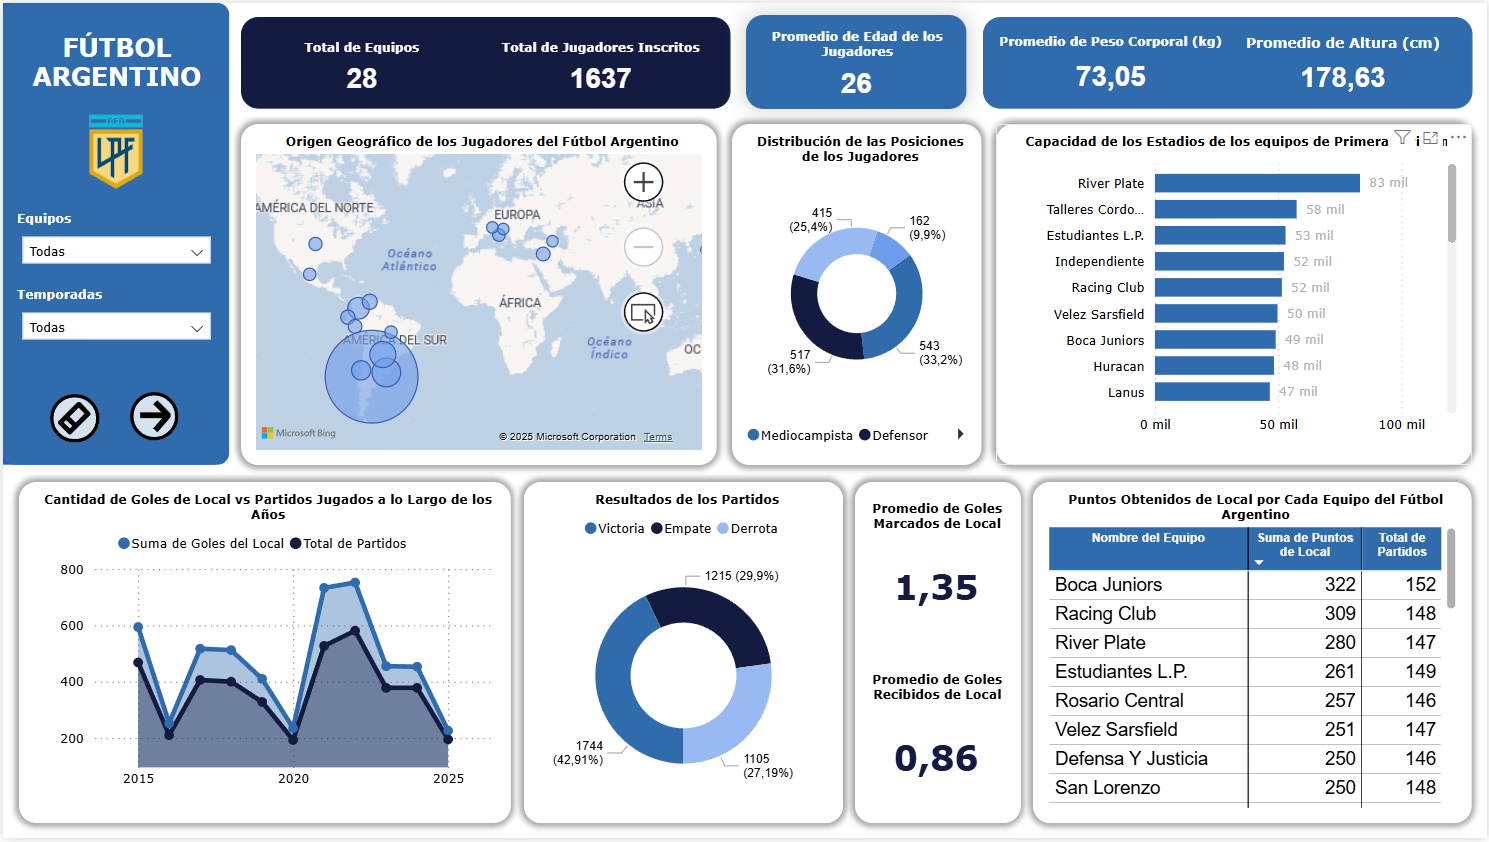 FÚTBOL
ARGENTINO
LPF
Equipos
Todas
Temporadas
Todas
Total de Equipos
28
Total de Jugadores Inscritos
1637
Promedio de Edad de los
Jugadores
26
Promedio de Peso Corporal (kg)
73,05
Promedio de Altura (cm)
178,63
Origen Geográfico de los Jugadores del Fútbol Argentino
AMÉRICA DEL NORTE
EUROPA
ASIA
Océano
Atlántico
ÁFRICA
AMÉRICA DEL SUR
Océano
Índico
OC
Microsoft Bing
© 2025 Microsoft Corporation Terms
Distribución de las Posiciones
de los Jugadores
415
(25,4%)
162
(9,9%)
517
(31,6%)
543
(33,2%)
Mediocampista Defensor
Capacidad de los Estadios de los equipos de Primera
River Plate 83 mil
Talleres Cordo... 58 mil
Estudiantes L.P. 53 mil
Independiente 52 mil
Racing Club 52 mil
Velez Sarsfield 50 mil
Boca Juniors 49 mil
Huracan 48 mil
Lanus 47 mil
0 mil 50 mil 100 mil
Cantidad de Goles de Local vs Partidos Jugados a lo Largo de los
Años
Suma de Goles del Local Total de Partidos
800
600
400
200
2015 2020 2025
Resultados de los Partidos
Victoria Empate Derrota
1215 (29,9%)
1744
(42,91%)
1105
(27,19%)
Promedio de Goles
Marcados de Local
1,35
Promedio de Goles
Recibidos de Local
0,86
Puntos Obtenidos de Local por Cada Equipo del Fútbol
Argentino
Nombre del Equipo Suma de Puntos Total de
de Local Partidos
Boca Juniors 322 152
Racing Club 309 148
River Plate 280 147
Estudiantes L.P. 261 149
Rosario Central 257 146
Velez Sarsfield 251 147
Defensa Y Justicia 250 146
San Lorenzo 250 148